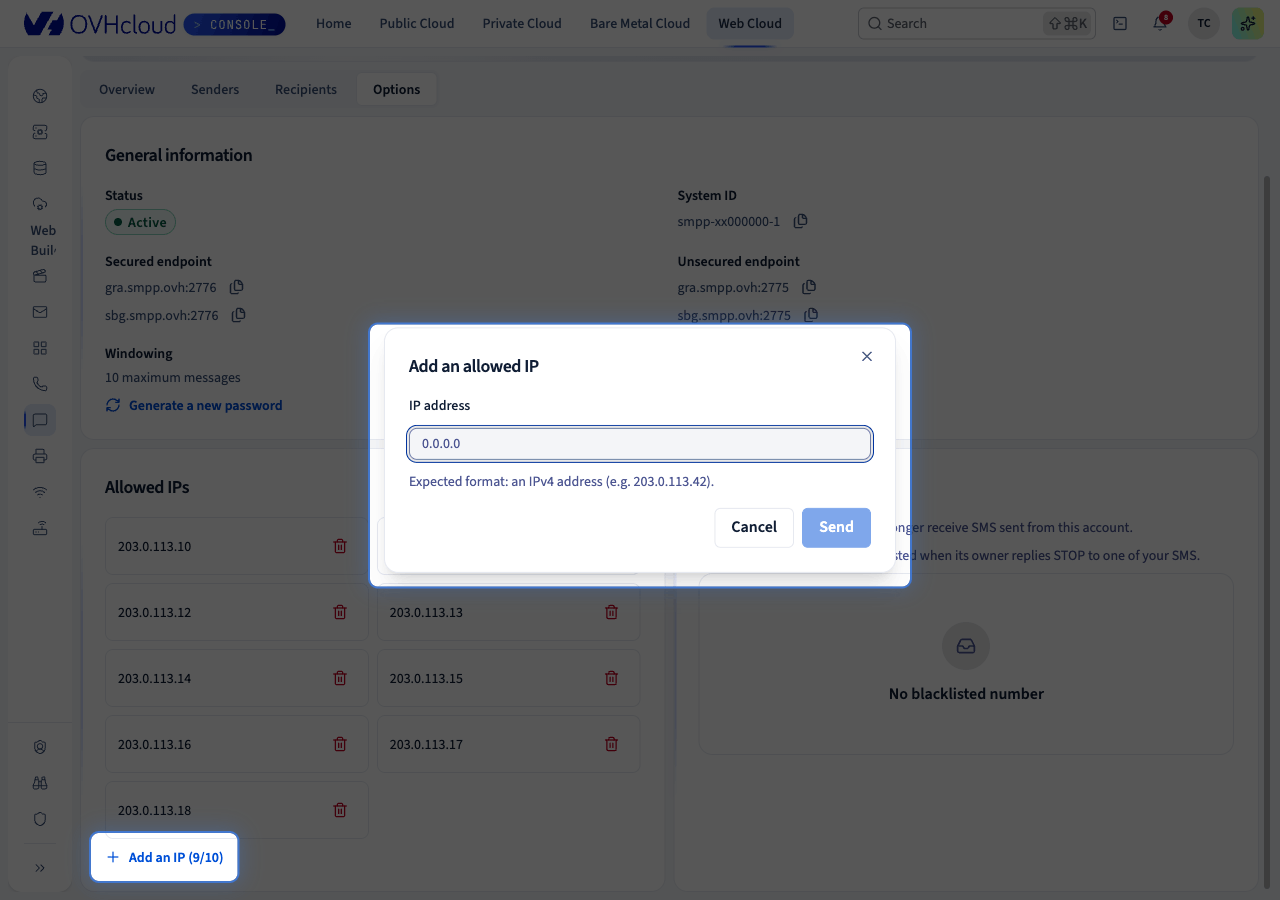 OVHcloud
> CONSOLE_
Home
Public Cloud
Private Cloud
Bare Metal Cloud
Web Cloud
Search
⇧⌘K
8
TC
Overview
Senders
Recipients
Options
General information
Status
Active
System ID
smpp-xx000000-1
Secured endpoint
gra.smpp.ovh:2776
sbg.smpp.ovh:2776
Unsecured endpoint
gra.smpp.ovh:2775
sbg.smpp.ovh:2775
Windowing
10 maximum messages
Generate a new password
Web
Buil
Add an allowed IP
IP address
0.0.0.0
Expected format: an IPv4 address (e.g. 203.0.113.42).
Cancel
Send
Allowed IPs
203.0.113.10
203.0.113.12
203.0.113.13
203.0.113.14
203.0.113.15
203.0.113.16
203.0.113.17
203.0.113.18
Add an IP (9/10)
receive SMS sent from this account.
when its owner replies STOP to one of your SMS.
No blacklisted number